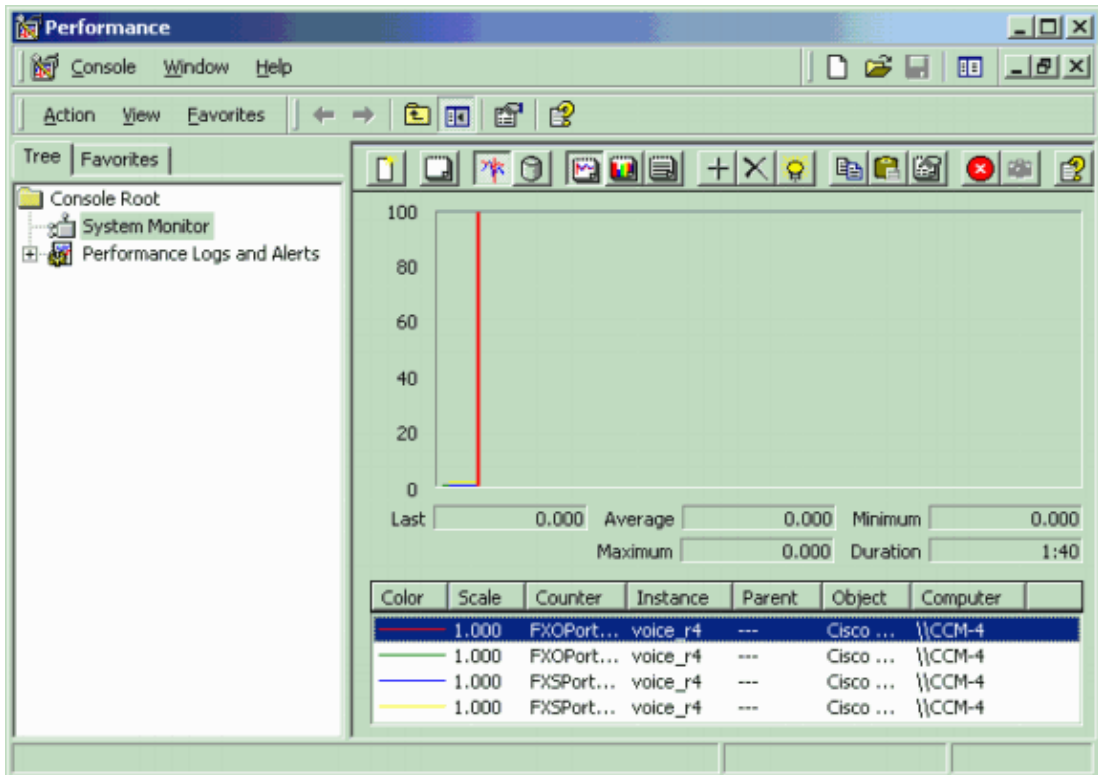 Performance
Console Window Help
Action View Favorites
Tree Favorites
Console Root
System Monitor
Performance Logs and Alerts
100
80
60
40
20
0
Last 0.000 Average 0.000 Minimum 0.000
Maximum 0.000 Duration 1:40
Color Scale Counter Instance Parent Object Computer
1.000 FXOPort... voice_r4 --- Cisco ... \\CCM-4
1.000 FXOPort... voice_r4 --- Cisco ... \\CCM-4
1.000 FXSPort... voice_r4 --- Cisco ... \\CCM-4
1.000 FXSPort... voice_r4 --- Cisco ... \\CCM-4